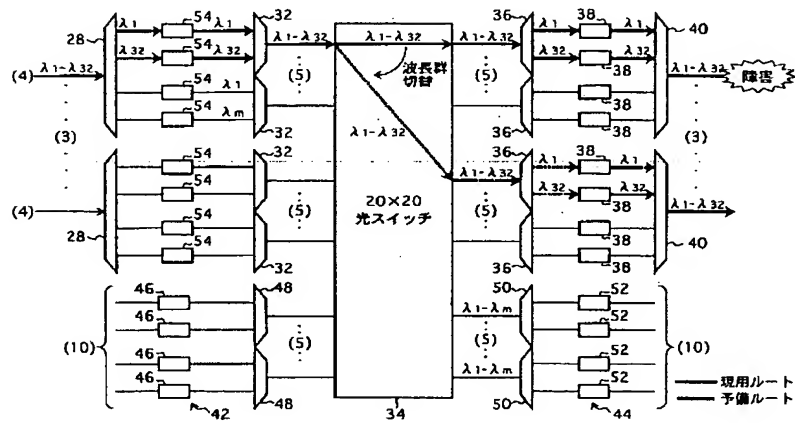 54 32 36 38 40
28 λ1 λ1 λ1 λ1
54 λ1-λ32 λ1-λ32 λ1-λ32
λ32 λ32 λ32 λ32 λ1-λ32 障害
(4) λ1-λ32 54 (5) 波長群切替 (5) 38
λ1 38
54
λm 38
(3) 32 λ1-λ32 36 (3)
54 32 36 38
λ1-λ32 λ1 λ1
54 λ32 λ32
(5) 20×20 (5) 38 λ1-λ32
(4) 54 光スイッチ 38
28 54 32 36 38 40
46 48 50 52
λ1-λm
46 52
(10) (5) (5) (10)
46 52
λ1-λm
46 52 現用ルート
42 48 34 50 44 予備ルート